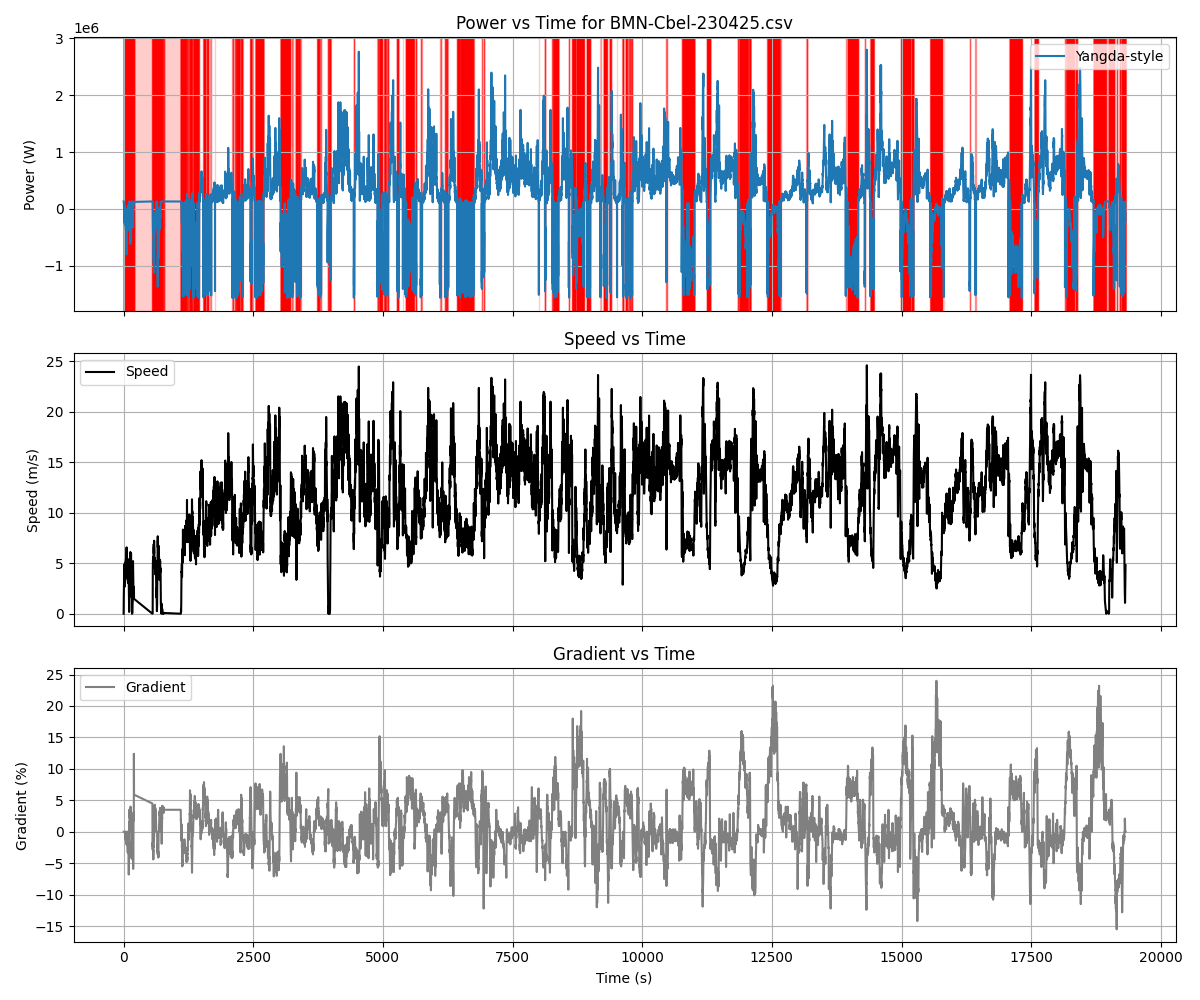 Power vs Time for BMN-Cbel-230425.csv
1e6
3
2
1
0
−1
Power (W)
Yangda-style
Speed vs Time
25
20
15
10
5
0
Speed (m/s)
Speed
Gradient vs Time
25
20
15
10
5
0
−5
−10
−15
Gradient (%)
Gradient
0 2500 5000 7500 10000 12500 15000 17500 20000
Time (s)